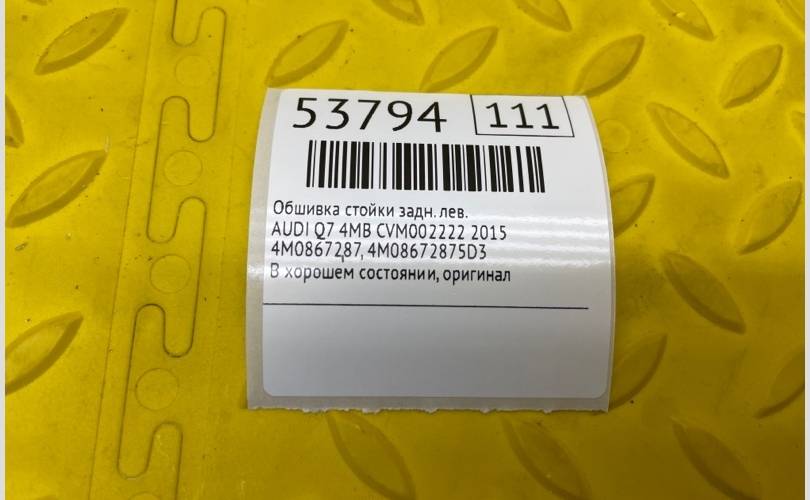 53794 111
Обшивка стойки задн. лев.
AUDI Q7 4MB CVM002222 2015
4M0867287, 4M08672875D3
В хорошем состоянии, оригинал